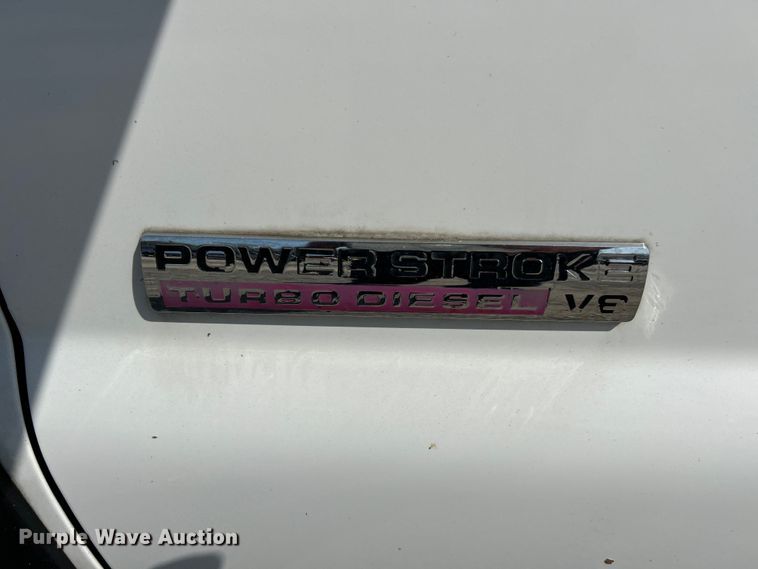 POWER STROKE
TURBO DIESEL V8
Purple Wave Auction